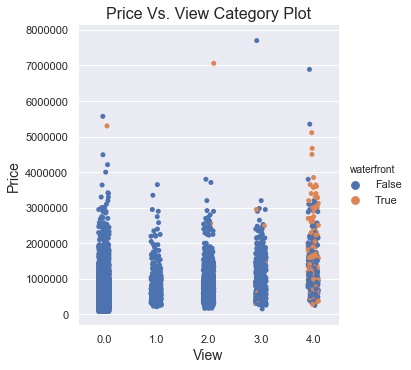 Price Vs. View Category Plot
8000000
7000000
6000000
5000000
4000000
3000000
2000000
1000000
0
Price
0.0 1.0 2.0 3.0 4.0
View
waterfront
False
True